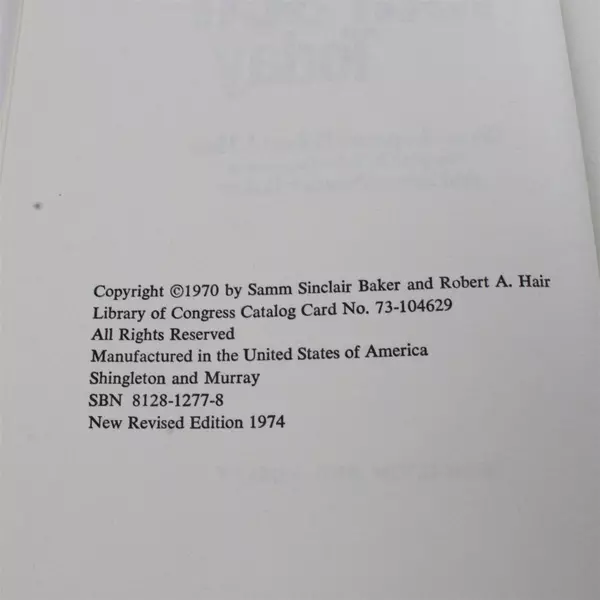 Today
Copyright ©1970 by Samm Sinclair Baker and Robert A. Hair
Library of Congress Catalog Card No. 73-104629
All Rights Reserved
Manufactured in the United States of America
Shingleton and Murray
SBN 8128-1277-8
New Revised Edition 1974